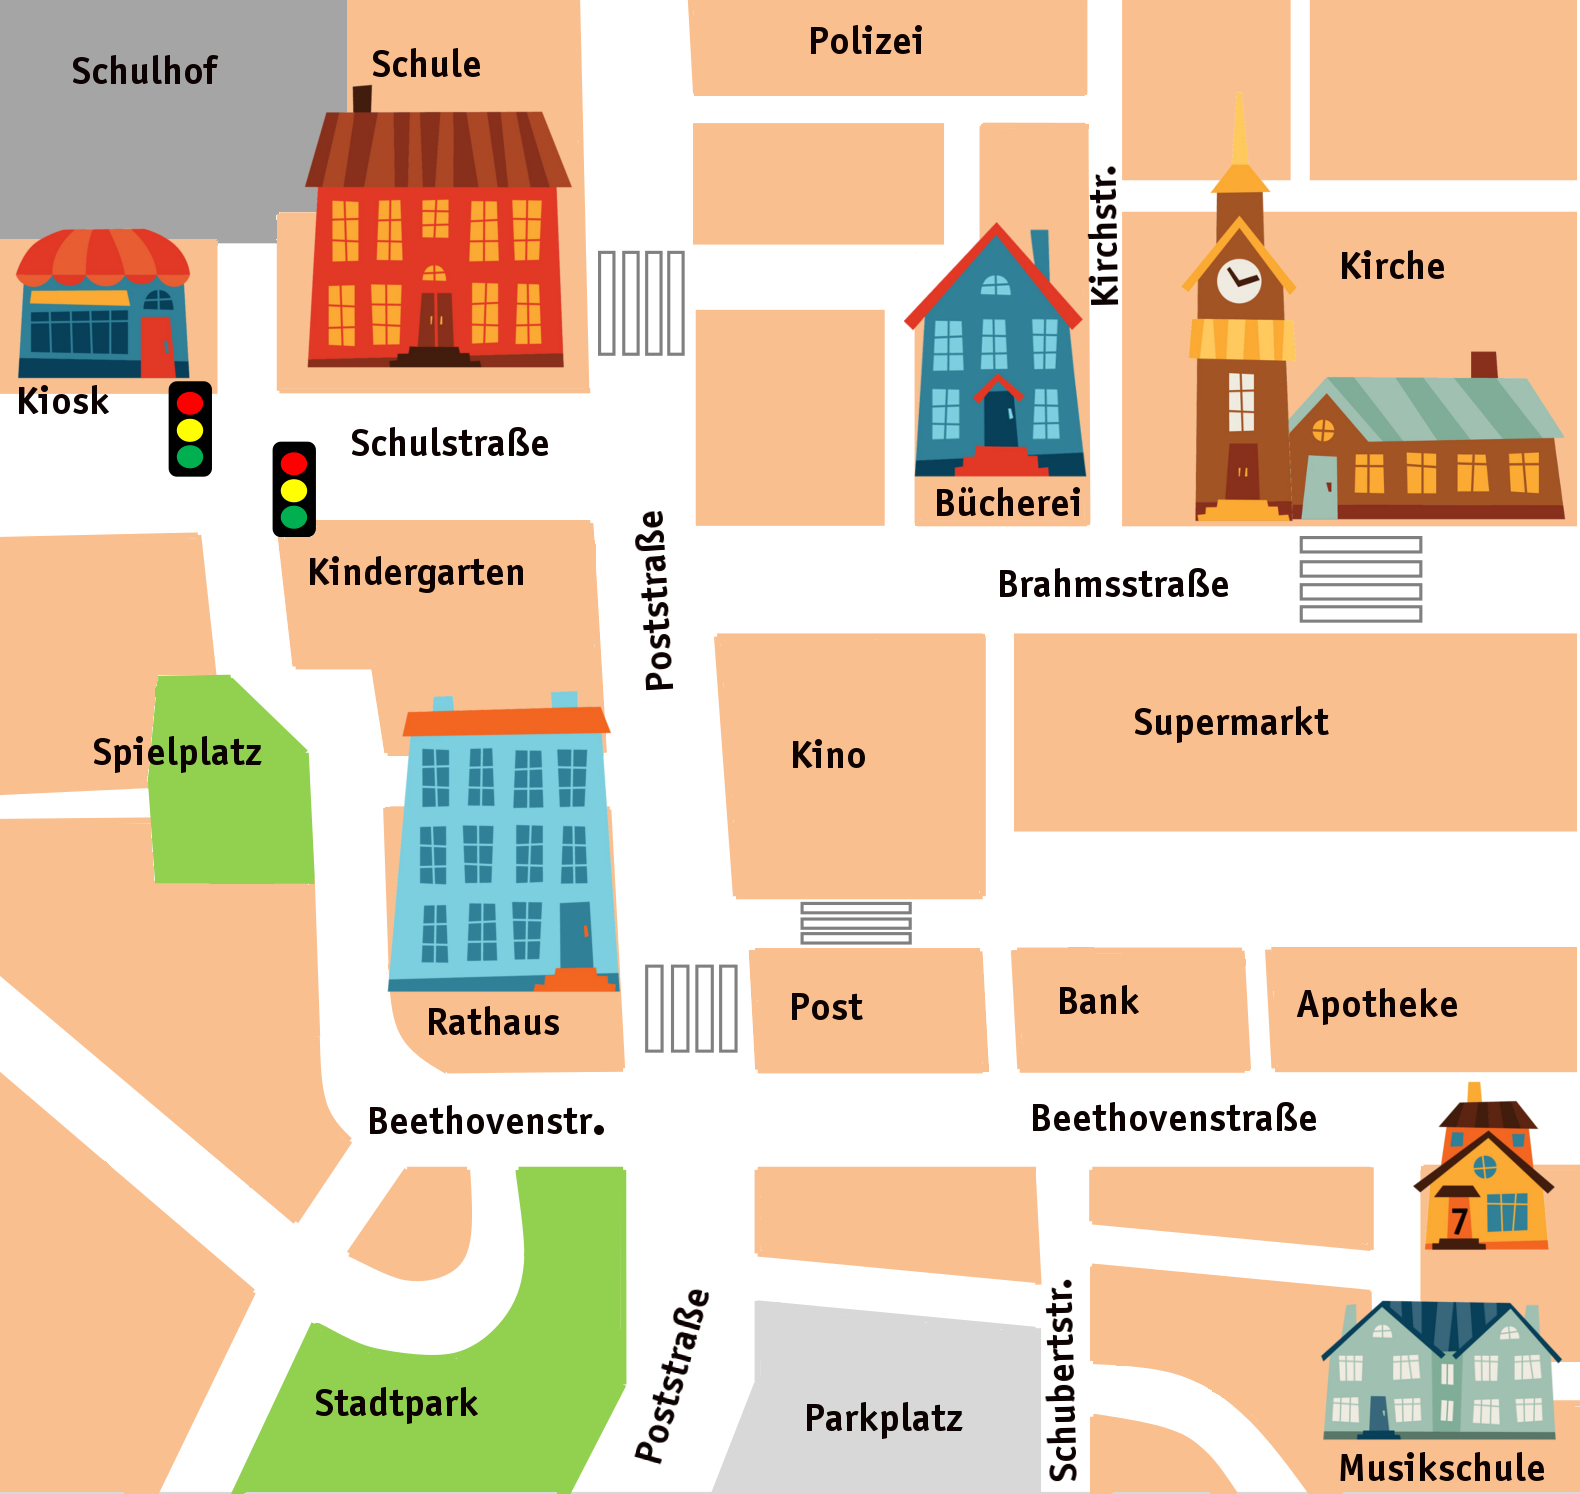 Schulhof
Schule
Polizei
Kirchstr.
Kirche
Kiosk
Schulstraße
Bücherei
Poststraße
Kindergarten
Brahmsstraße
Spielplatz
Kino
Supermarkt
Rathaus
Post
Bank
Apotheke
Beethovenstr.
Beethovenstraße
7
Poststraße
Schubertstr.
Stadtpark
Parkplatz
Musikschule